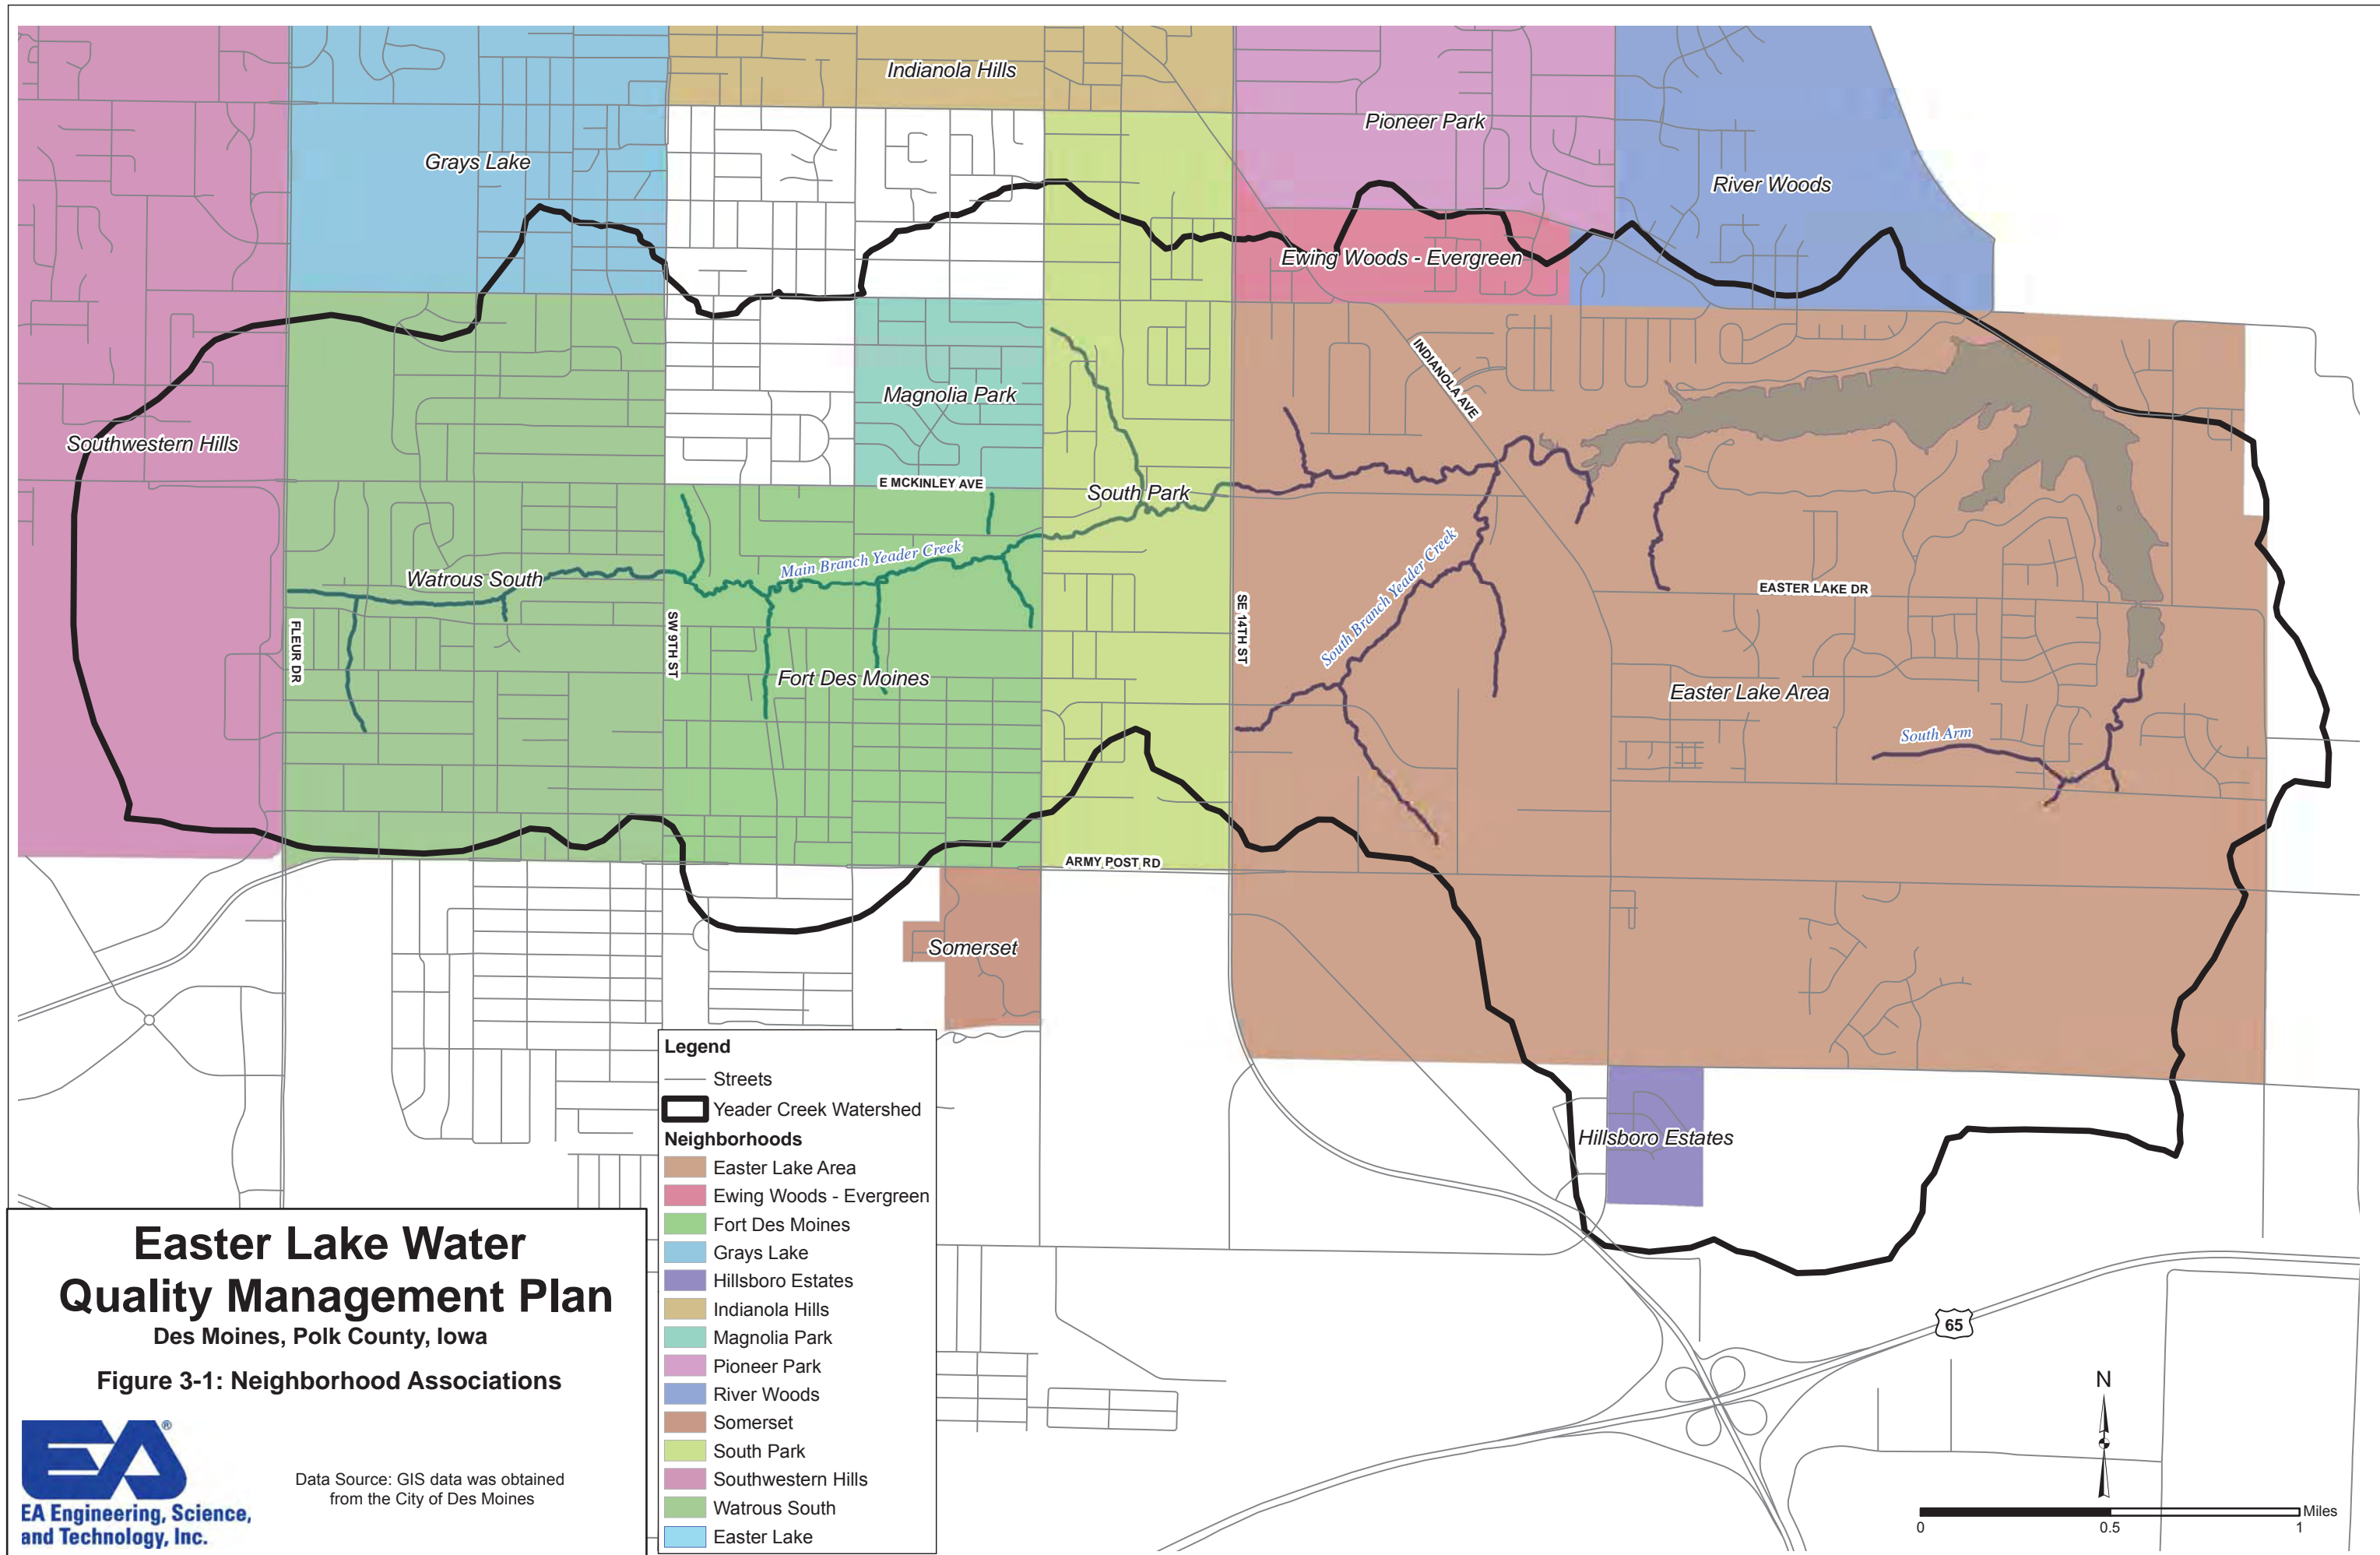 Indianola Hills
Pioneer Park
Grays Lake
River Woods
Ewing Woods - Evergreen
INDIANOLA AVE
Magnolia Park
Southwestern Hills
E MCKINLEY AVE
South Park
Main Branch Yeader Creek
Watrous South
South Branch Yeader Creek
EASTER LAKE DR
FLEUR DR
SW 9TH ST
SE 14TH ST
Fort Des Moines
Easter Lake Area
South Arm
ARMY POST RD
Somerset
Hillsboro Estates
Legend
Streets
Yeader Creek Watershed
Neighborhoods
Easter Lake Area
Ewing Woods - Evergreen
Fort Des Moines
Grays Lake
Hillsboro Estates
Indianola Hills
Magnolia Park
Pioneer Park
River Woods
Somerset
South Park
Southwestern Hills
Watrous South
Easter Lake
Easter Lake Water
Quality Management Plan
Des Moines, Polk County, Iowa
Figure 3-1: Neighborhood Associations
EA®
EA Engineering, Science,
and Technology, Inc.
Data Source: GIS data was obtained
from the City of Des Moines
65
N
Miles
0 0.5 1